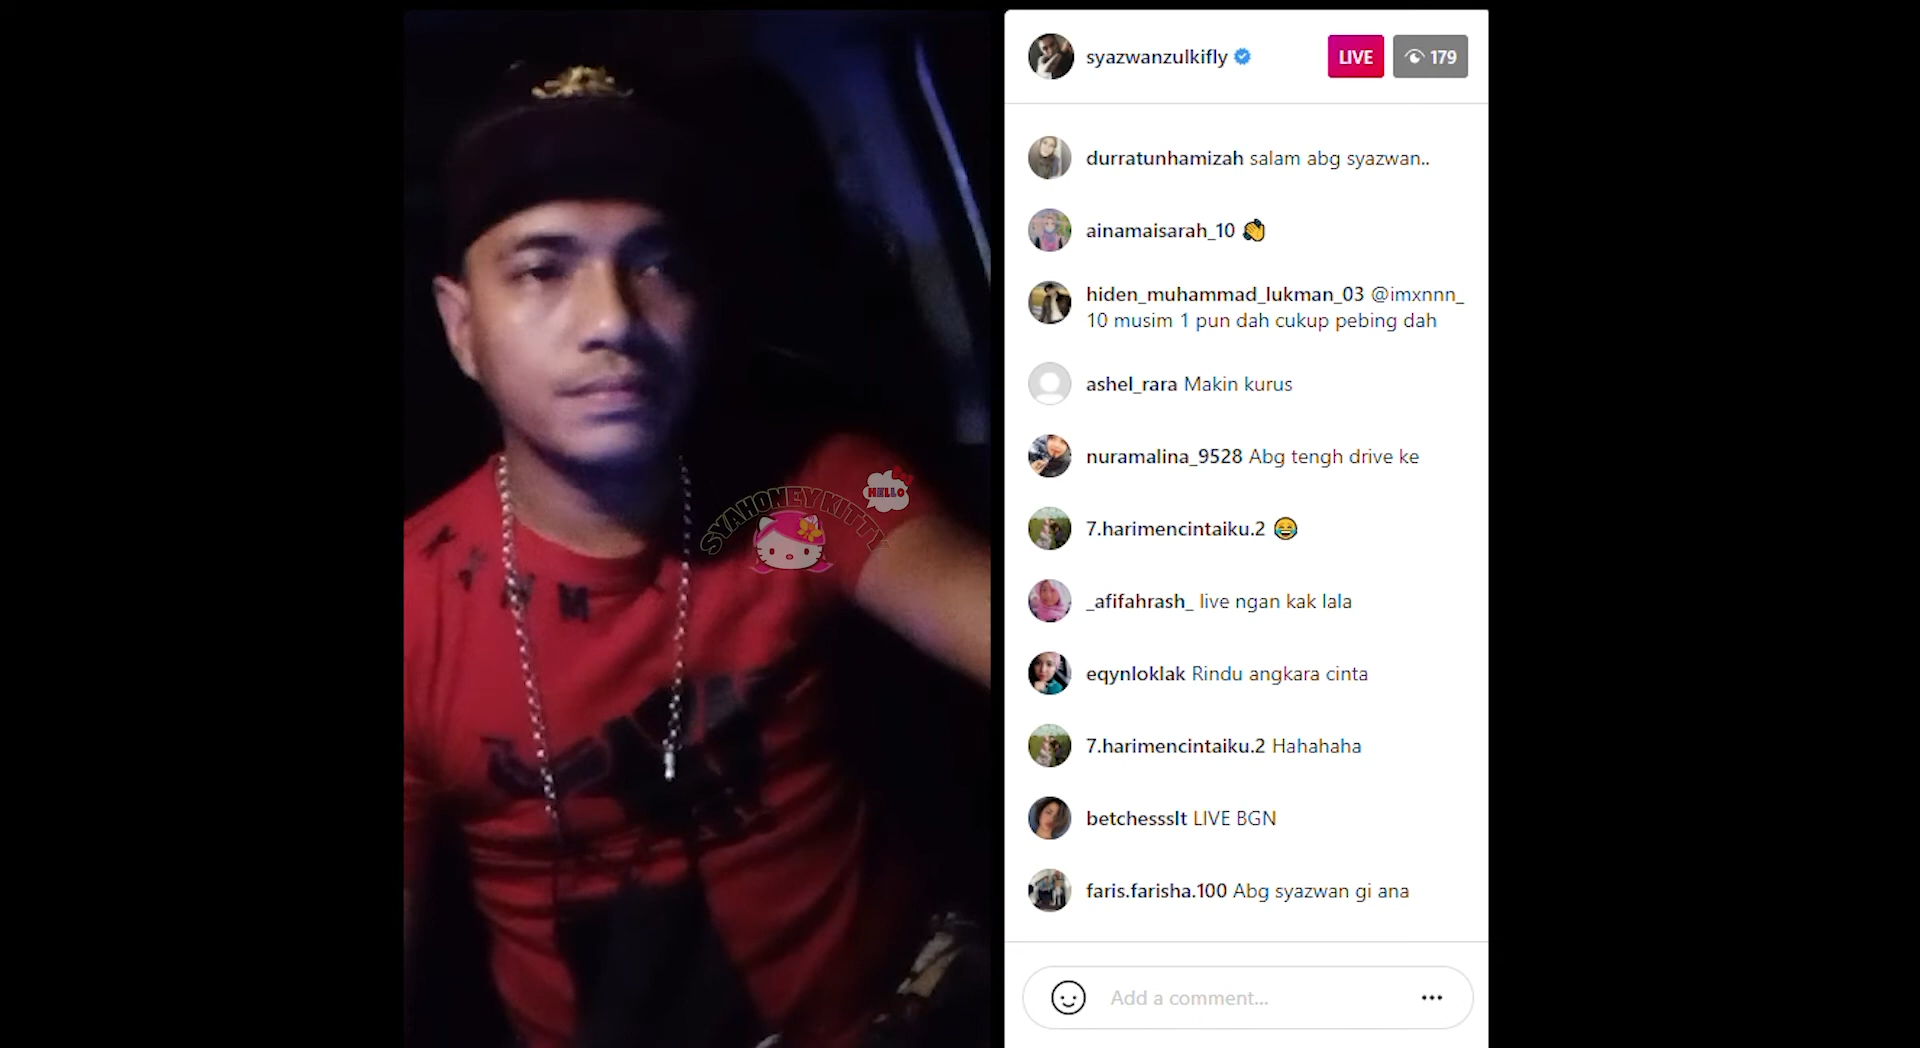 syazwanzulkifly
LIVE
179
durratunhamizah salam abg syazwan..
ainamaisarah_10 👏
hiden_muhammad_lukman_03 @imxnnn_
10 musim 1 pun dah cukup pebing dah
ashel_rara Makin kurus
nuramalina_9528 Abg tengh drive ke
7.harimencintaiku.2 😂
_afifahrash_ live ngan kak lala
eqynloklak Rindu angkara cinta
7.harimencintaiku.2 Hahahaha
betchessslt LIVE BGN
faris.farisha.100 Abg syazwan gi ana
Add a comment...
HELLO
SYAHONEYKITTY